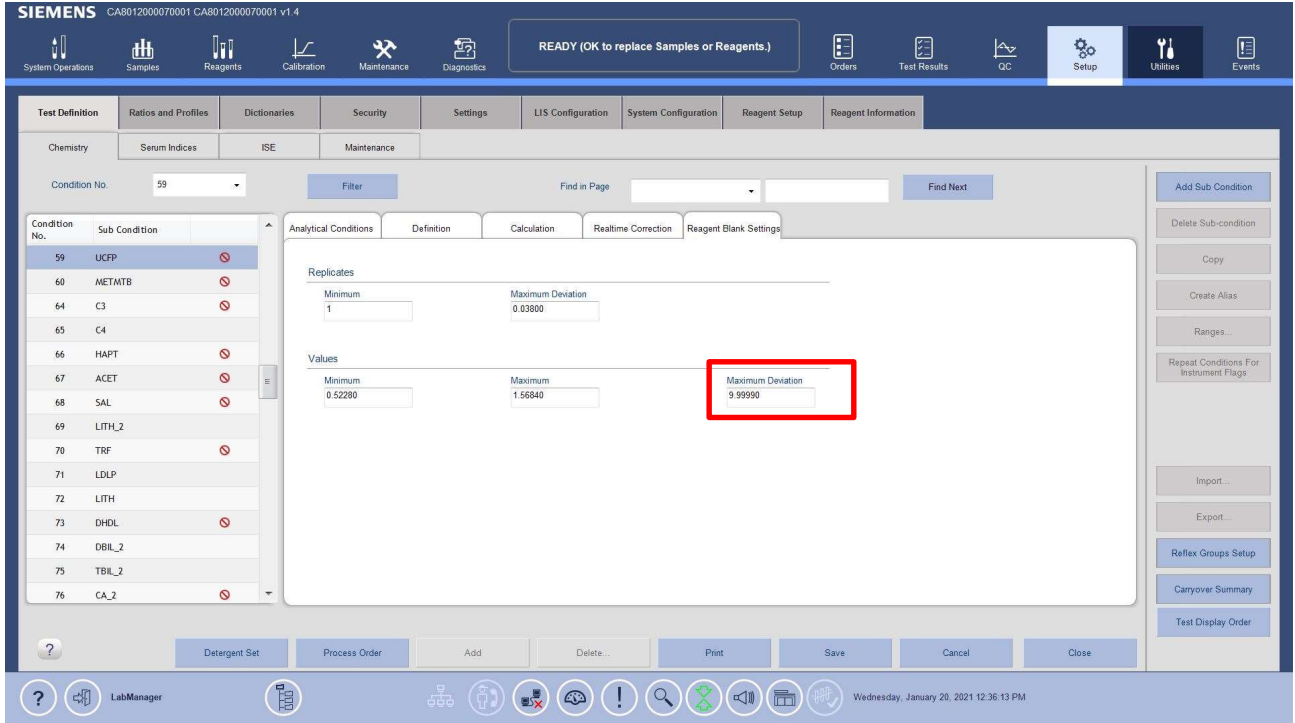 SIEMENS CA8012000070001 CA8012000070001 v1.4
System Operations Samples Reagents Calibration Maintenance Diagnostics READY (OK to replace Samples or Reagents.) Orders Test Results QC Setup Utilities Events
Test Definition Ratios and Profiles Dictionaries Security Settings LIS Configuration System Configuration Reagent Setup Reagent Information
Chemistry Serum Indices ISE Maintenance
Condition No. 59 Filter Find in Page Find Next
Condition No. Sub Condition
59 UCFP
60 METMTB
64 C3
65 C4
66 HAPT
67 ACET
68 SAL
69 LITH_2
70 TRF
71 LDLP
72 LITH
73 DHDL
74 DBIL_2
75 TBIL_2
76 CA_2
Analytical Conditions Definition Calculation Realtime Correction Reagent Blank Settings
Replicates
Minimum Maximum Deviation
1 0.03800
Values
Minimum Maximum Maximum Deviation
0.52280 1.56840 9.99990
Add Sub Condition
Delete Sub-condition
Copy
Create Alias
Ranges...
Repeat Conditions For
Instrument Flags
Import...
Export...
Reflex Groups Setup
Carryover Summary
Test Display Order
? Detergent Set Process Order Add Delete... Print Save Cancel Close
? LabManager ! Wednesday, January 20, 2021 12:36:13 PM